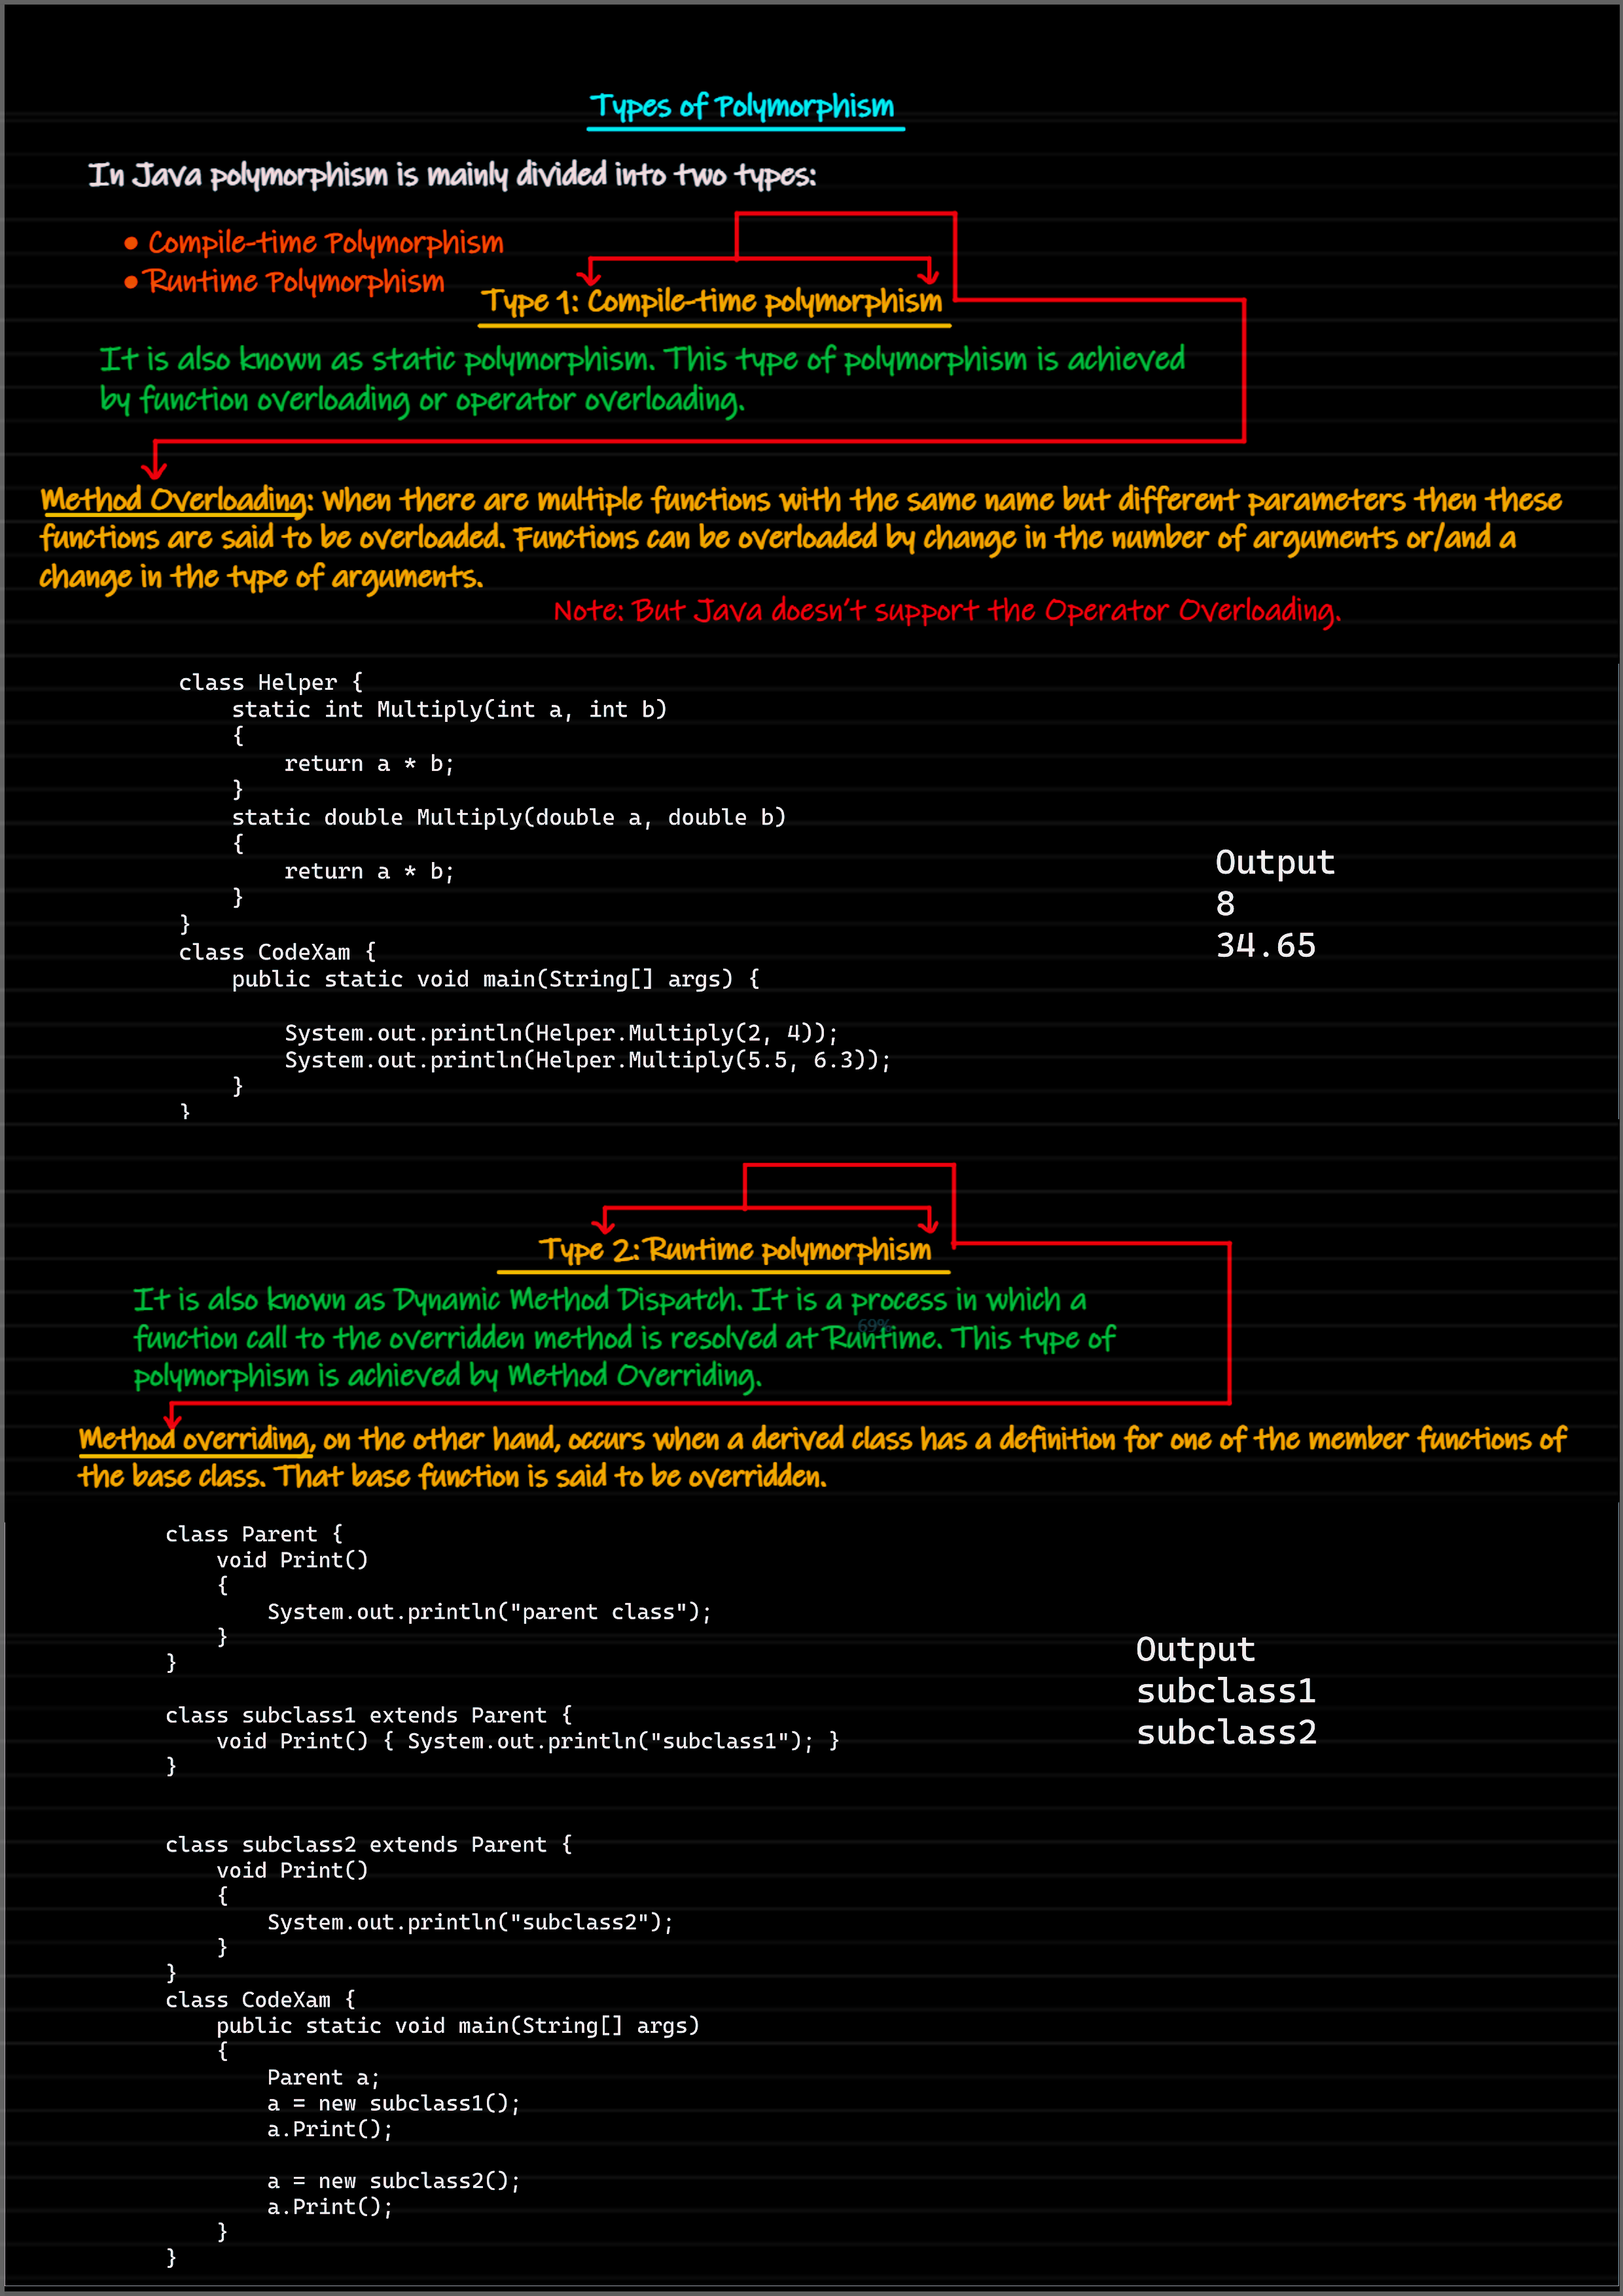 Types of Polymorphism
In Java polymorphism is mainly divided into two types:
• Compile-time Polymorphism
• Runtime Polymorphism
Type 1: Compile-time polymorphism
It is also known as static polymorphism. This type of polymorphism is achieved
by function overloading or operator overloading.
Method Overloading: When there are multiple functions with the same name but different parameters then these
functions are said to be overloaded. Functions can be overloaded by change in the number of arguments or/and a
change in the type of arguments.
Note: But Java doesn't support the Operator Overloading.
class Helper {
    static int Multiply(int a, int b)
    {
        return a * b;
    }
    static double Multiply(double a, double b)
    {
        return a * b;
    }
}
class CodeXam {
    public static void main(String[] args) {
        System.out.println(Helper.Multiply(2, 4));
        System.out.println(Helper.Multiply(5.5, 6.3));
    }
}
Output
8
34.65
Type 2: Runtime polymorphism
It is also known as Dynamic Method Dispatch. It is a process in which a
function call to the overridden method is resolved at Runtime. This type of
69%
polymorphism is achieved by Method Overriding.
Method overriding, on the other hand, occurs when a derived class has a definition for one of the member functions of
the base class. That base function is said to be overridden.
class Parent {
    void Print()
    {
        System.out.println("parent class");
    }
}
class subclass1 extends Parent {
    void Print() { System.out.println("subclass1"); }
}
class subclass2 extends Parent {
    void Print()
    {
        System.out.println("subclass2");
    }
}
class CodeXam {
    public static void main(String[] args)
    {
        Parent a;
        a = new subclass1();
        a.Print();
        a = new subclass2();
        a.Print();
    }
}
Output
subclass1
subclass2